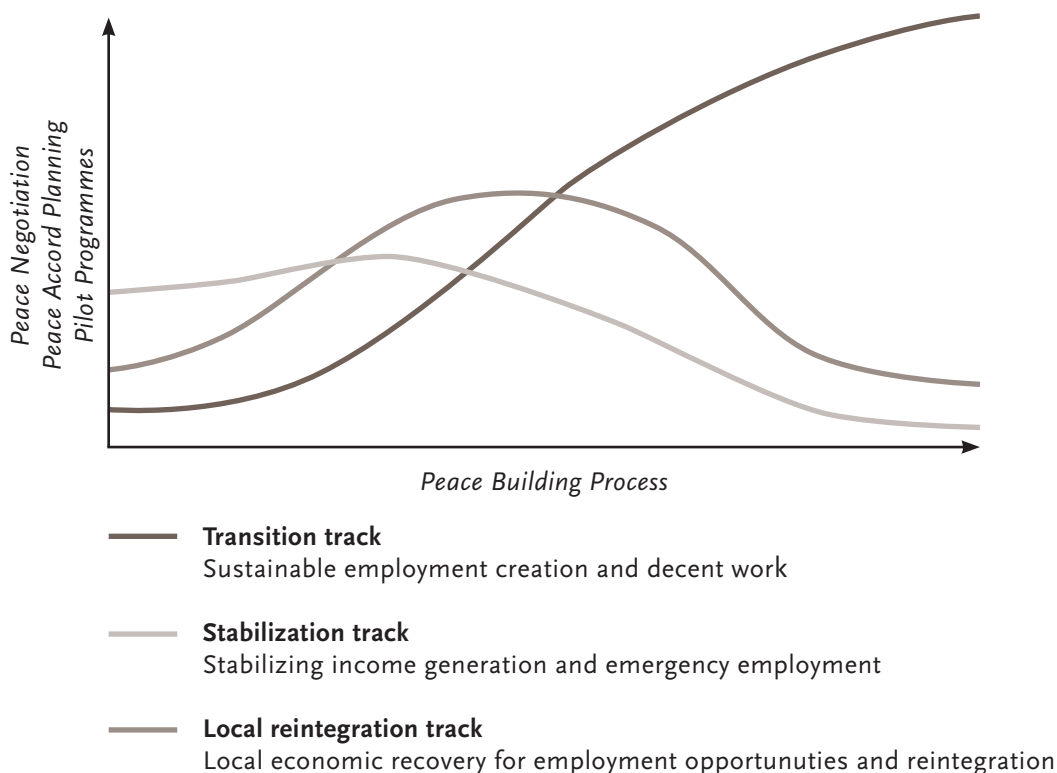 Peace Negotiation
Peace Accord Planning
Pilot Programmes
Peace Building Process
Transition track
Sustainable employment creation and decent work
Stabilization track
Stabilizing income generation and emergency employment
Local reintegration track
Local economic recovery for employment opportunuties and reintegration